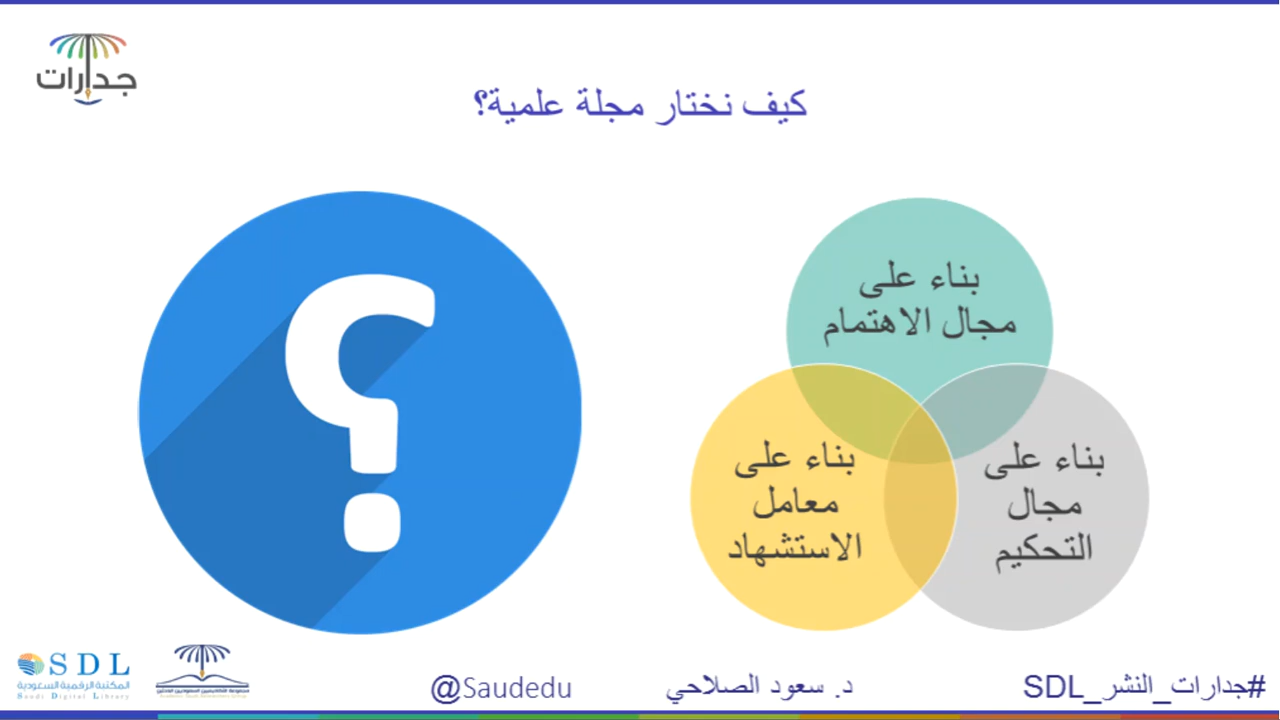 جدارات
كيف نختار مجلة علمية؟
؟
بناء على
مجال الاهتمام
بناء على
مجال
التحكيم
بناء على
معامل
الاستشهاد
#جدارات_النشر_SDL
د. سعود الصلاحي
@Saudedu
SDL
المكتبة الرقمية السعودية
Saudi Digital Library